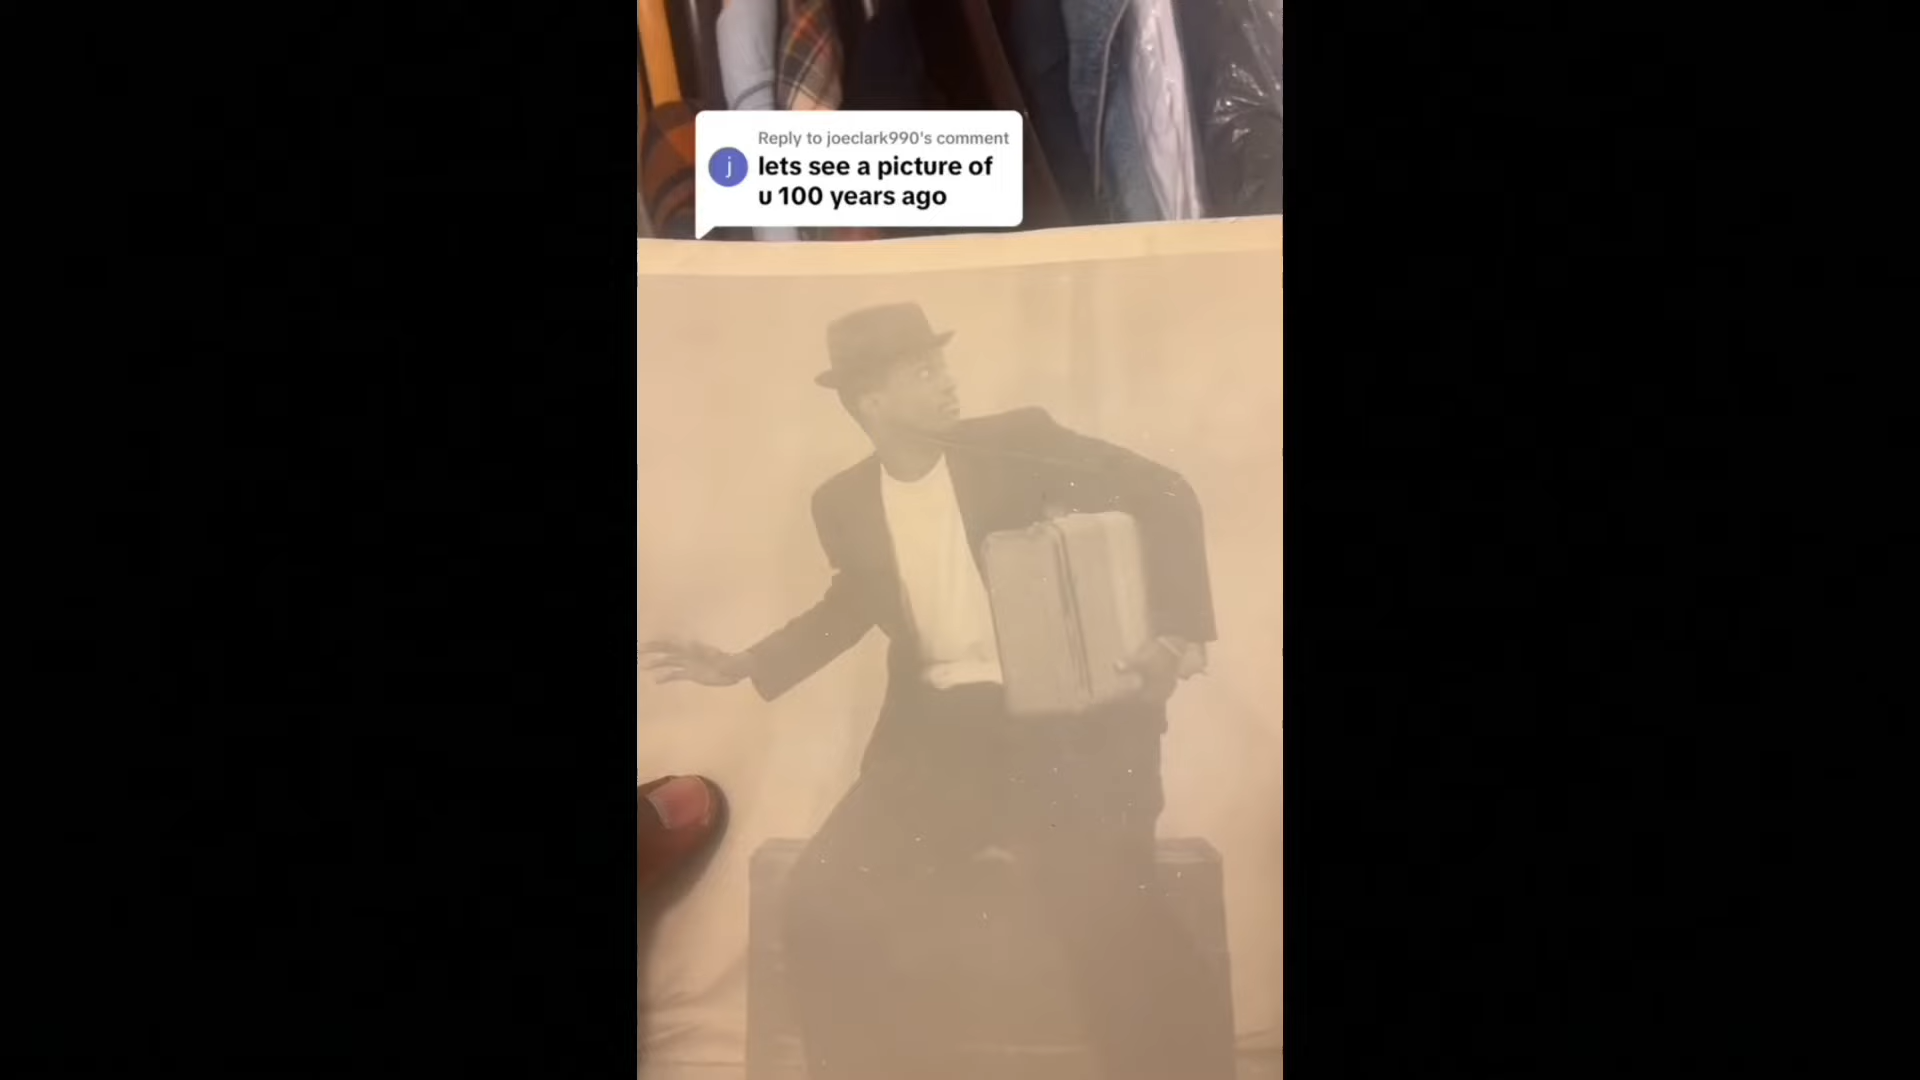 Reply to joeclark990's comment
j
lets see a picture of
u 100 years ago